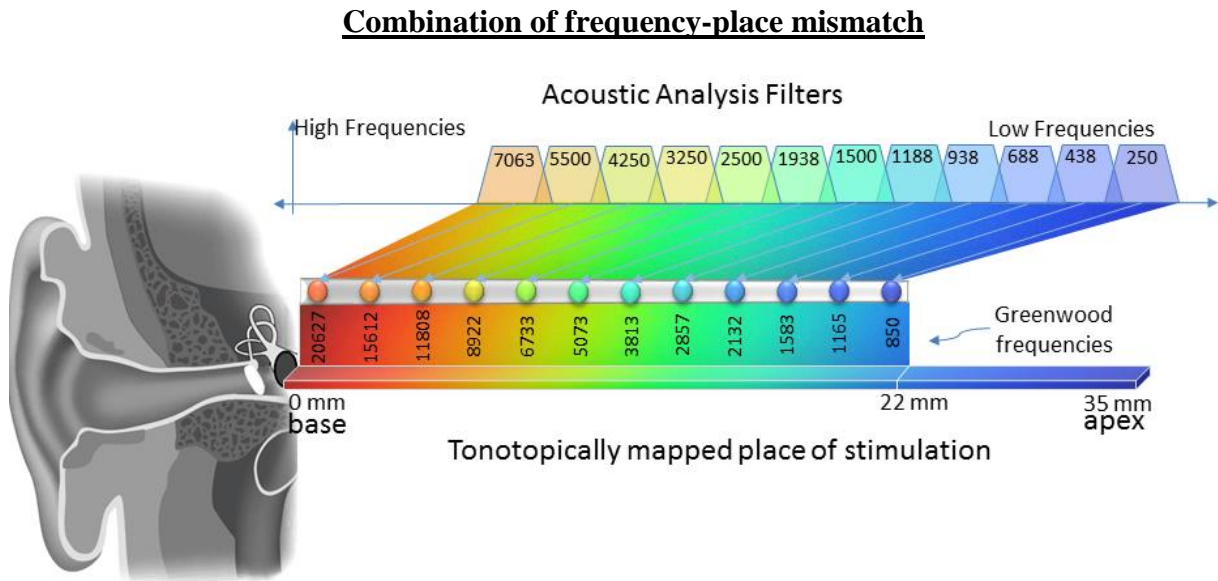 Combination of frequency-place mismatch
Acoustic Analysis Filters
High Frequencies
Low Frequencies
7063 5500 4250 3250 2500 1938 1500 1188 938 688 438 250
20627 15612 11808 8922 6733 5073 3813 2857 2132 1583 1165 850
Greenwood
frequencies
0 mm
base
22 mm
35 mm
apex
Tonotopically mapped place of stimulation